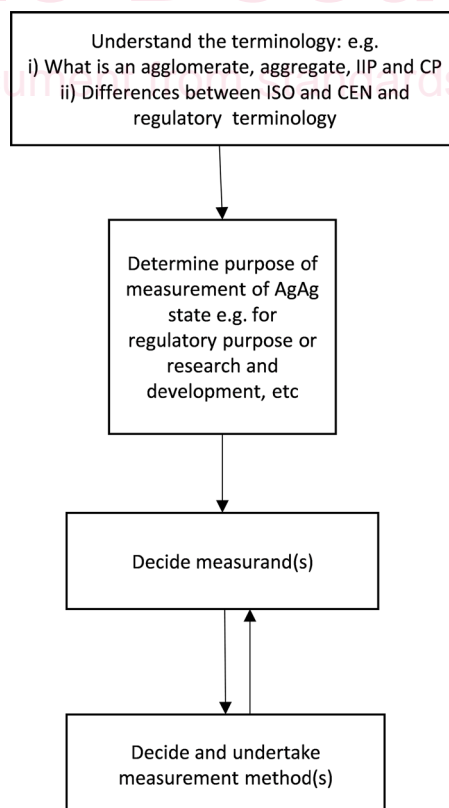 Understand the terminology: e.g.
i) What is an agglomerate, aggregate, IIP and CP
ii) Differences between ISO and CEN and
regulatory terminology
Determine purpose of
measurement of AgAg
state e.g. for
regulatory purpose or
research and
development, etc
Decide measurand(s)
Decide and undertake
measurement method(s)